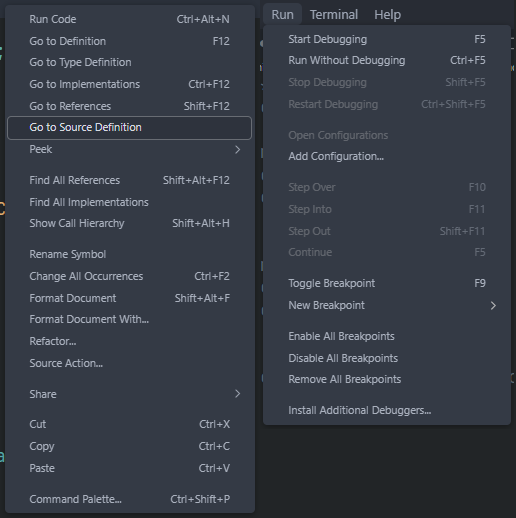 Run Code Ctrl+Alt+N
Go to Definition F12
Go to Type Definition
Go to Implementations Ctrl+F12
Go to References Shift+F12
Go to Source Definition
Peek
Find All References Shift+Alt+F12
Find All Implementations
Show Call Hierarchy Shift+Alt+H
Rename Symbol
Change All Occurrences Ctrl+F2
Format Document Shift+Alt+F
Format Document With...
Refactor...
Source Action...
Share
Cut Ctrl+X
Copy Ctrl+C
Paste Ctrl+V
Command Palette... Ctrl+Shift+P
Run Terminal Help
Start Debugging F5
Run Without Debugging Ctrl+F5
Stop Debugging Shift+F5
Restart Debugging Ctrl+Shift+F5
Open Configurations
Add Configuration...
Step Over F10
Step Into F11
Step Out Shift+F11
Continue F5
Toggle Breakpoint F9
New Breakpoint
Enable All Breakpoints
Disable All Breakpoints
Remove All Breakpoints
Install Additional Debuggers...